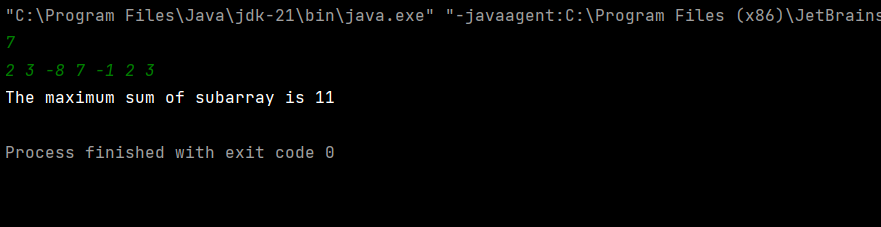 "C:\Program Files\Java\jdk-21\bin\java.exe" "-javaagent:C:\Program Files (x86)\JetBrains
7
2 3 -8 7 -1 2 3
The maximum sum of subarray is 11
Process finished with exit code 0